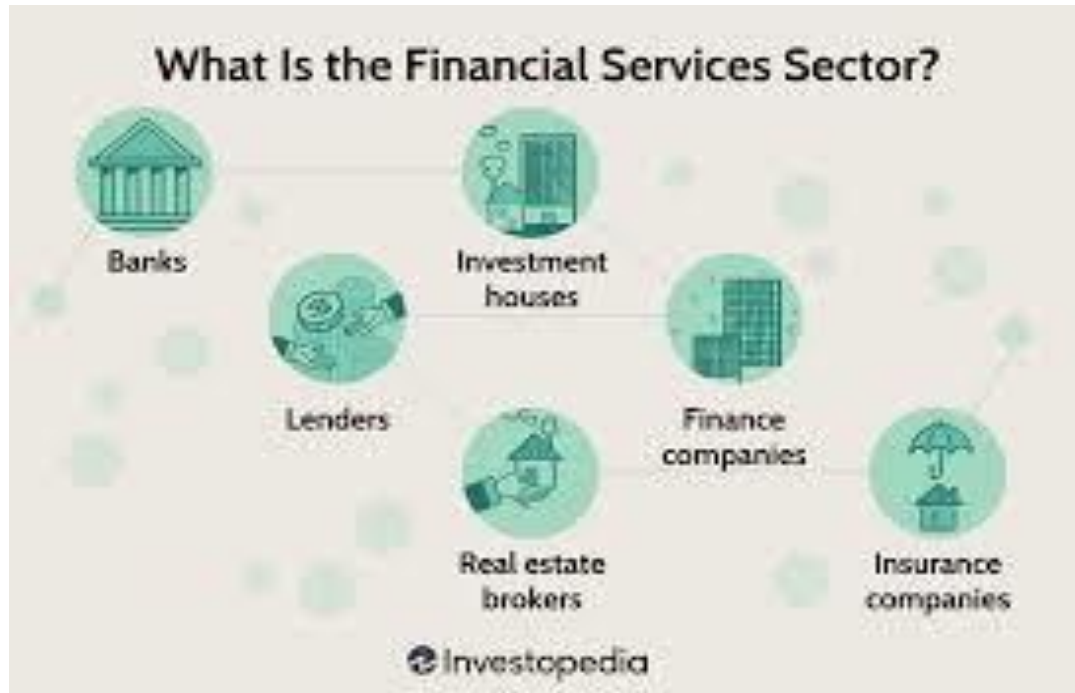 What Is the Financial Services Sector?
Banks
Investment
houses
Lenders
Finance
companies
Real estate
brokers
Insurance
companies
Investopedia